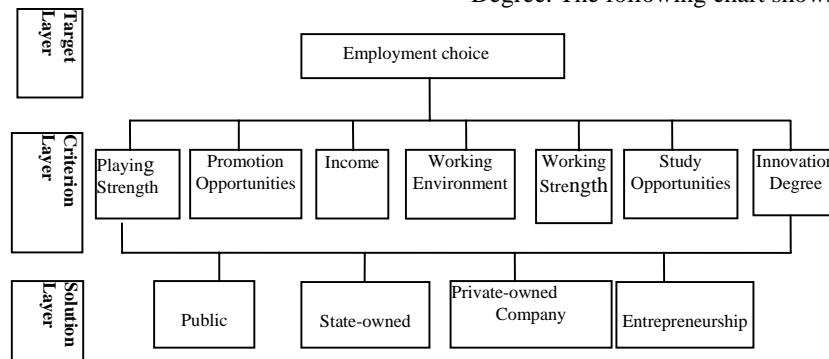 Degree. The following chart shows
Target
Layer
Employment choice
Criterion
Layer
Playing
Strength
Promotion
Opportunities
Income
Working
Environment
Working
Strength
Study
Opportunities
Innovation
Degree
Solution
Layer
Public
State-owned
Private-owned
Company
Entrepreneurship